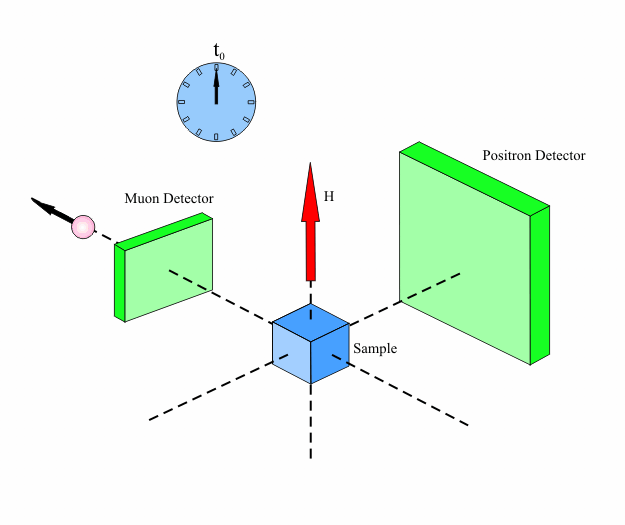 t₀
Positron Detector
Muon Detector
H
Sample